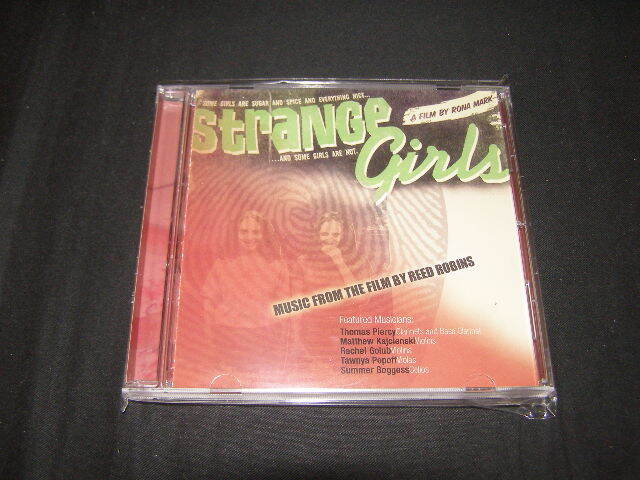 SOME GIRLS ARE SUGAR AND SPICE AND EVERYTHING NICE...
A FILM BY RONA MARK
STRANGE
...AND SOME GIRLS ARE NOT.
Girls
MUSIC FROM THE FILM BY REED ROBINS
Featured Musicians:
Thomas Piercy Clarinets and Bass Clarinet
Matthew Kajcienski Violins
Rachel Golub Violins
Tawnya Popoff Violas
Summer Boggess Cellos